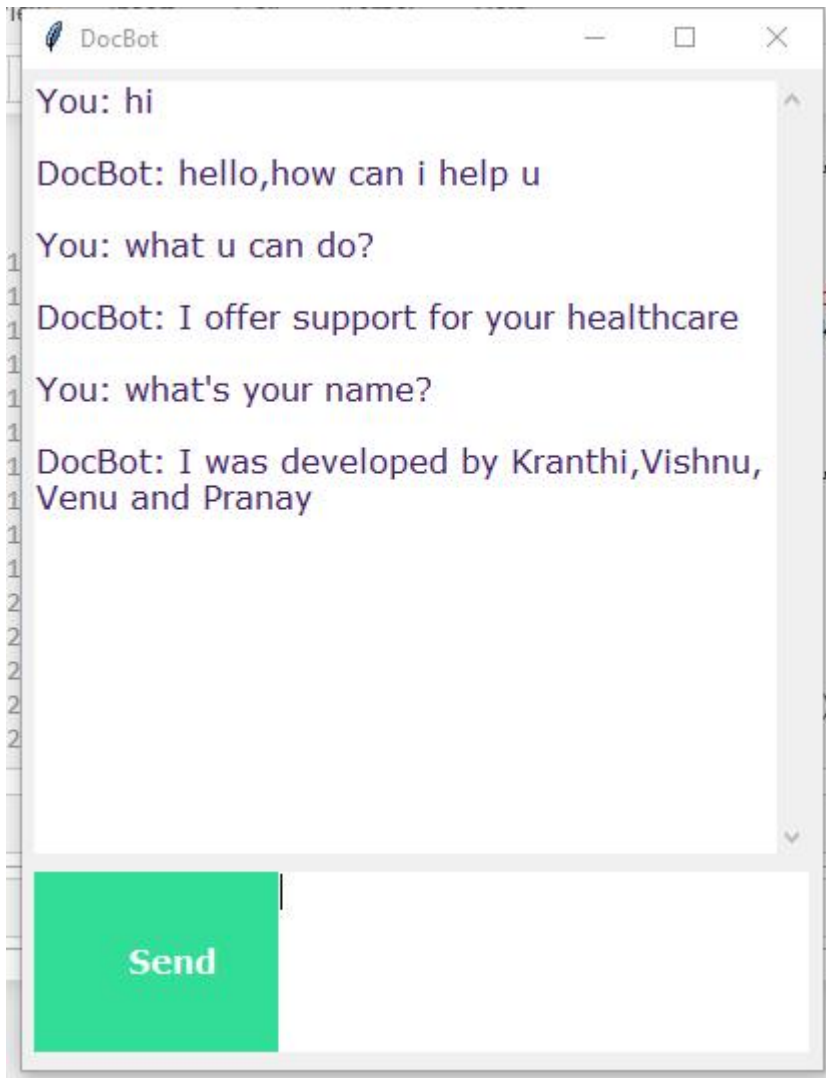 DocBot
You: hi
DocBot: hello,how can i help u
You: what u can do?
DocBot: I offer support for your healthcare
You: what's your name?
DocBot: I was developed by Kranthi,Vishnu,
Venu and Pranay
Send